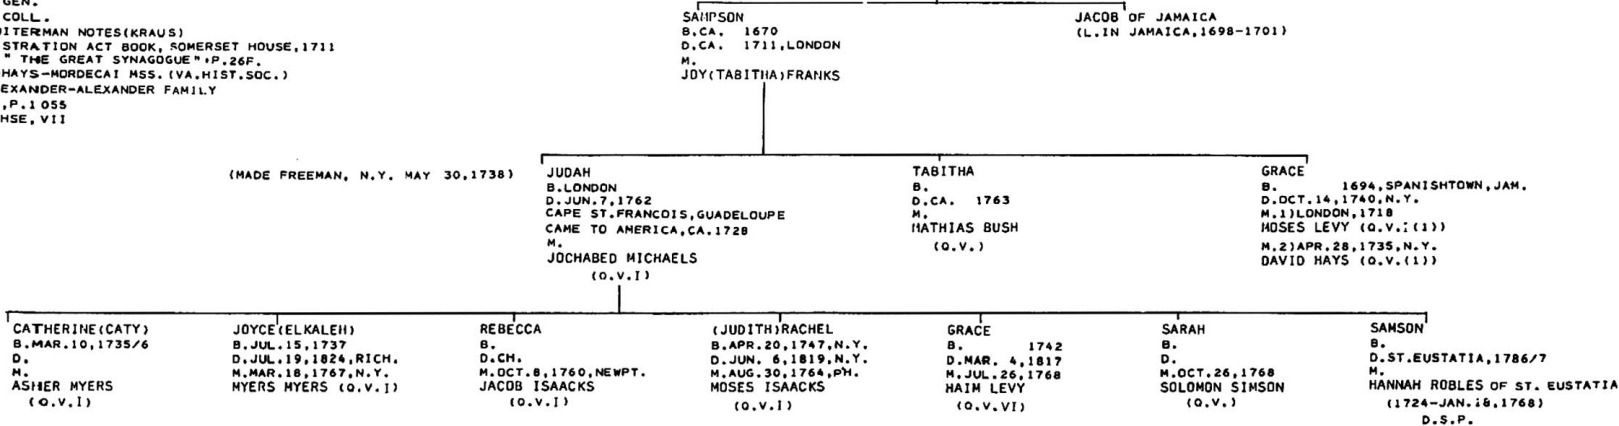 GEN.
COLL.
ITERMAN NOTES(KRAUS)
STRATION ACT BOOK, SOMERSET HOUSE,1711
" THE GREAT SYNAGOGUE" ,P.26F.
HAYS-MORDECAI MSS. (VA.HIST.SOC.)
EXANDER-ALEXANDER FAMILY
,P.1055
HSE, VII
SAMPSON
B.CA. 1670
D.CA. 1711,LONDON
M.
JOY(TABITHA)FRANKS
JACOB OF JAMAICA
(L.IN JAMAICA,1698-1701)
(MADE FREEMAN, N.Y. MAY 30,1738)
JUDAH
B.LONDON
D.JUN.7,1762
CAPE ST.FRANCOIS,GUADELOUPE
CAME TO AMERICA,CA.1728
M.
JOCHABED MICHAELS
(Q.V.I)
TABITHA
B.
D.CA. 1763
M.
MATHIAS BUSH
(Q.V.)
GRACE
B. 1694,SPANISHTOWN,JAM.
D.OCT.14,1740,N.Y.
M.1)LONDON,1718
MOSES LEVY (Q.V.I(1))
M.2)APR.28,1735,N.Y.
DAVID HAYS (Q.V.(1))
CATHERINE(CATY)
B.MAR.10,1735/6
D.
M.
ASHER MYERS
(Q.V.I)
JOYCE(ELKALEH)
B.JUL.15,1737
D.JUL.19,1824,RICH.
M.MAR.18,1767,N.Y.
MYERS MYERS (Q.V.I)
REBECCA
B.
D.CH.
M.OCT.8,1760,NEWPT.
JACOB ISAACKS
(Q.V.I)
(JUDITH)RACHEL
B.APR.20,1747,N.Y.
D.JUN. 6,1819,N.Y.
M.AUG.30,1764,PH.
MOSES ISAACKS
(Q.V.I)
GRACE
B. 1742
D.MAR. 4,1817
M.JUL.26,1768
HAIM LEVY
(Q.V.VI)
SARAH
B.
D.
M.OCT.26,1768
SOLOMON SIMSON
(Q.V.)
SAMSON
B.
D.ST.EUSTATIA,1786/7
M.
HANNAH ROBLES OF ST. EUSTATIA
(1724-JAN.18,1768)
D.S.P.